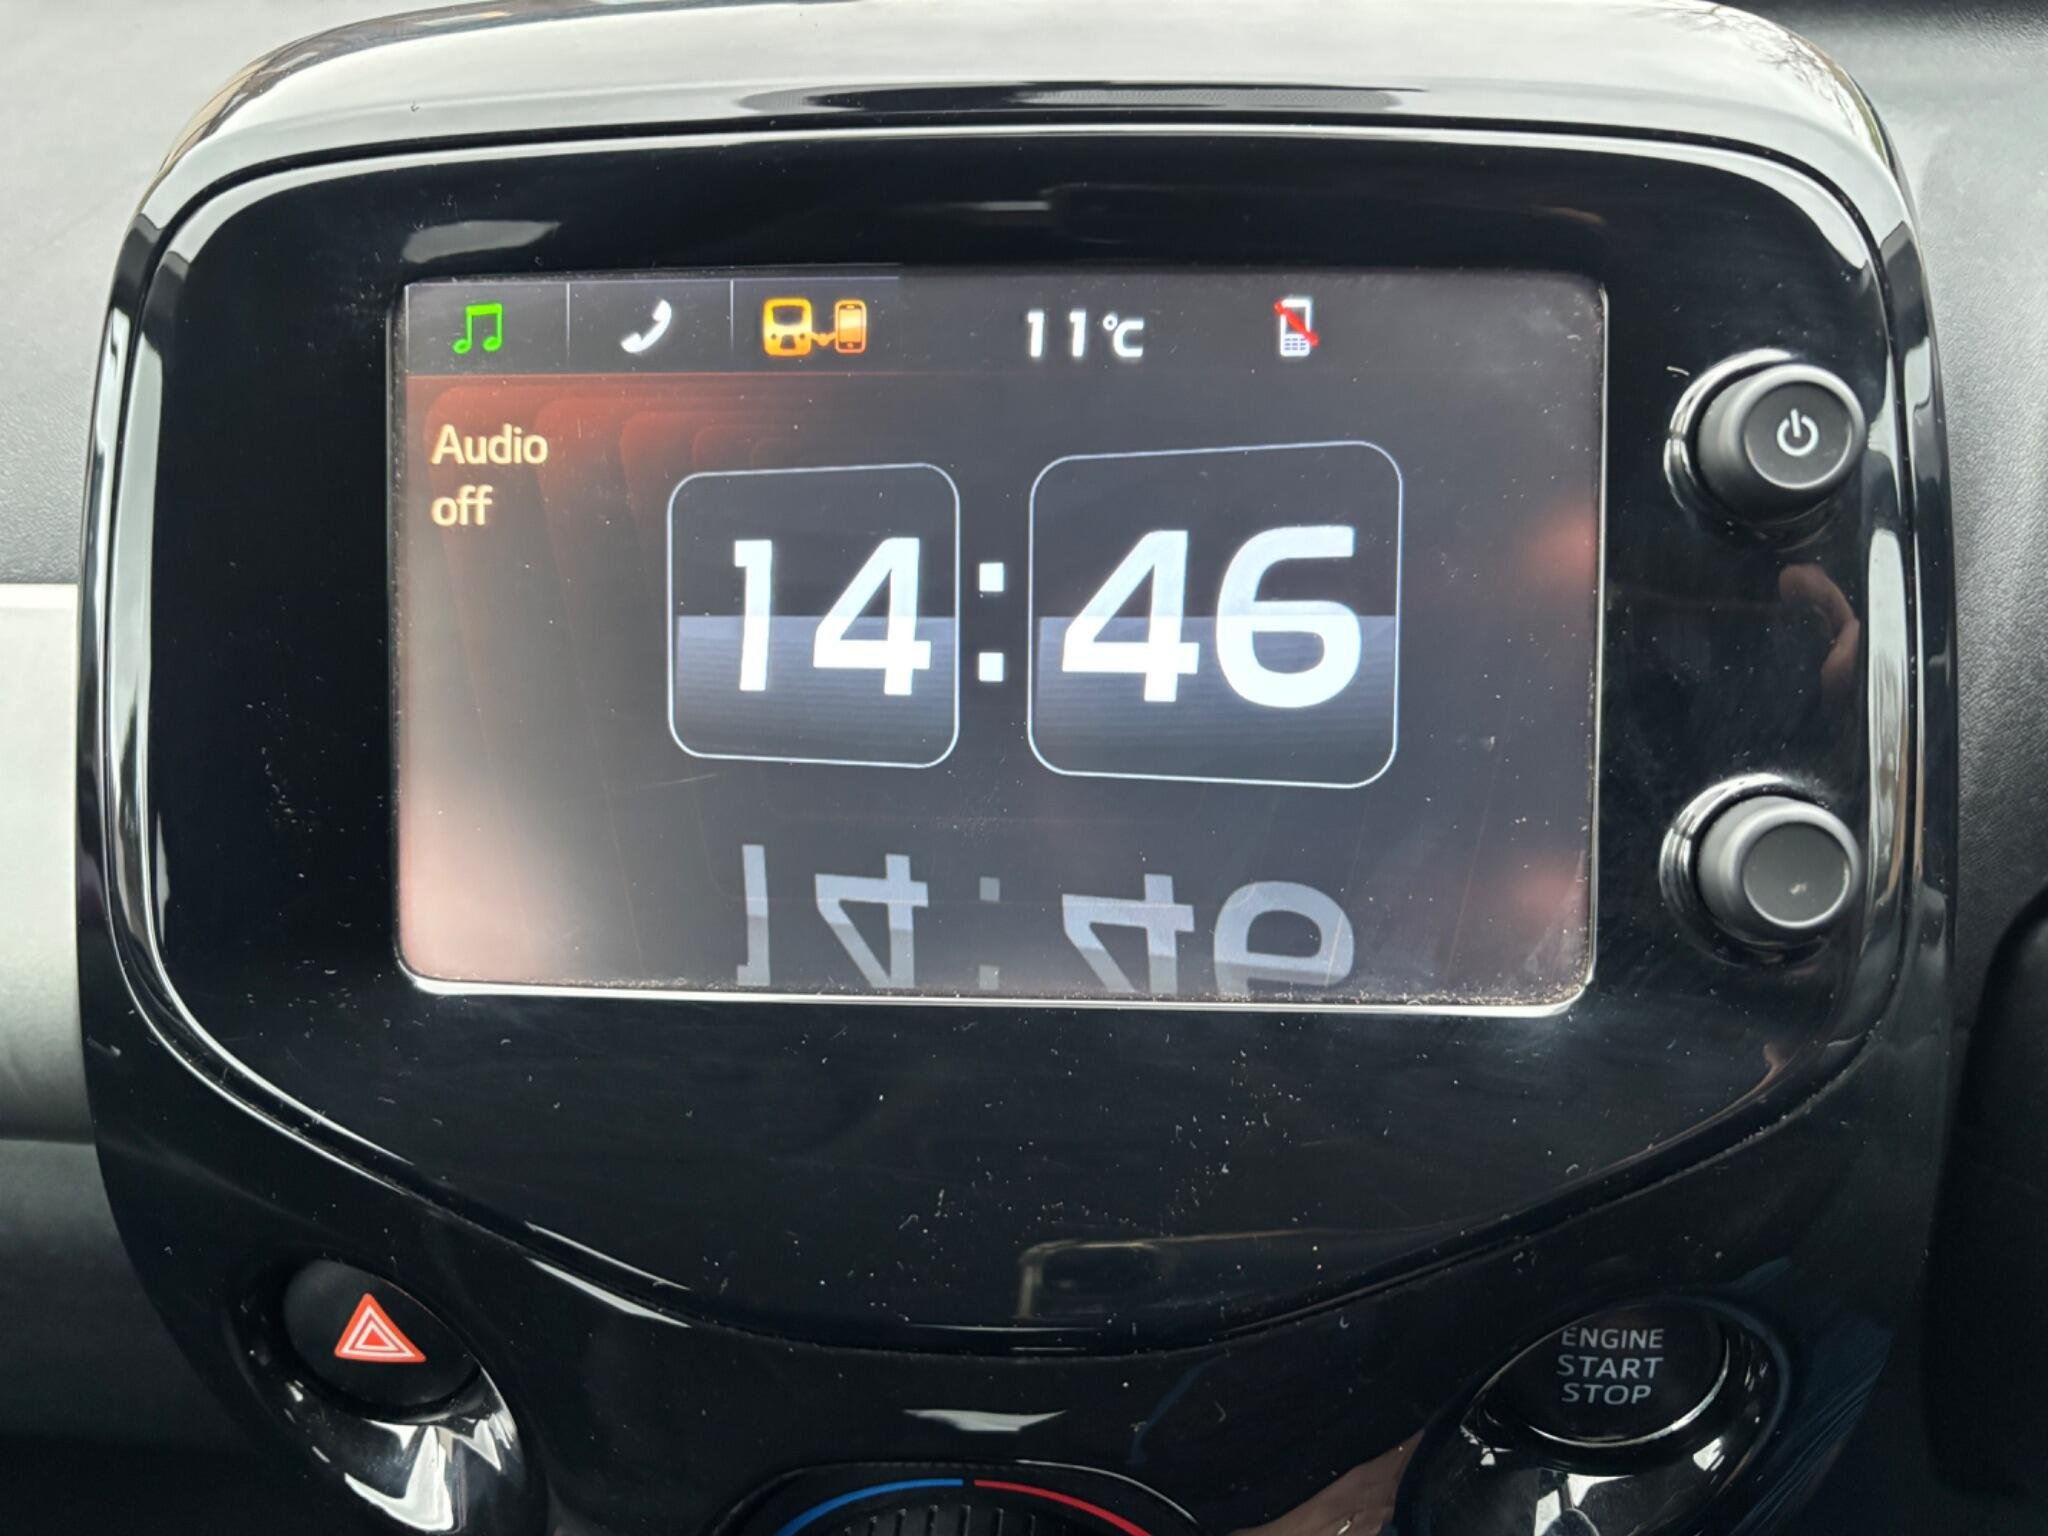 11°C
Audio
off
14:46
ENGINE
START
STOP